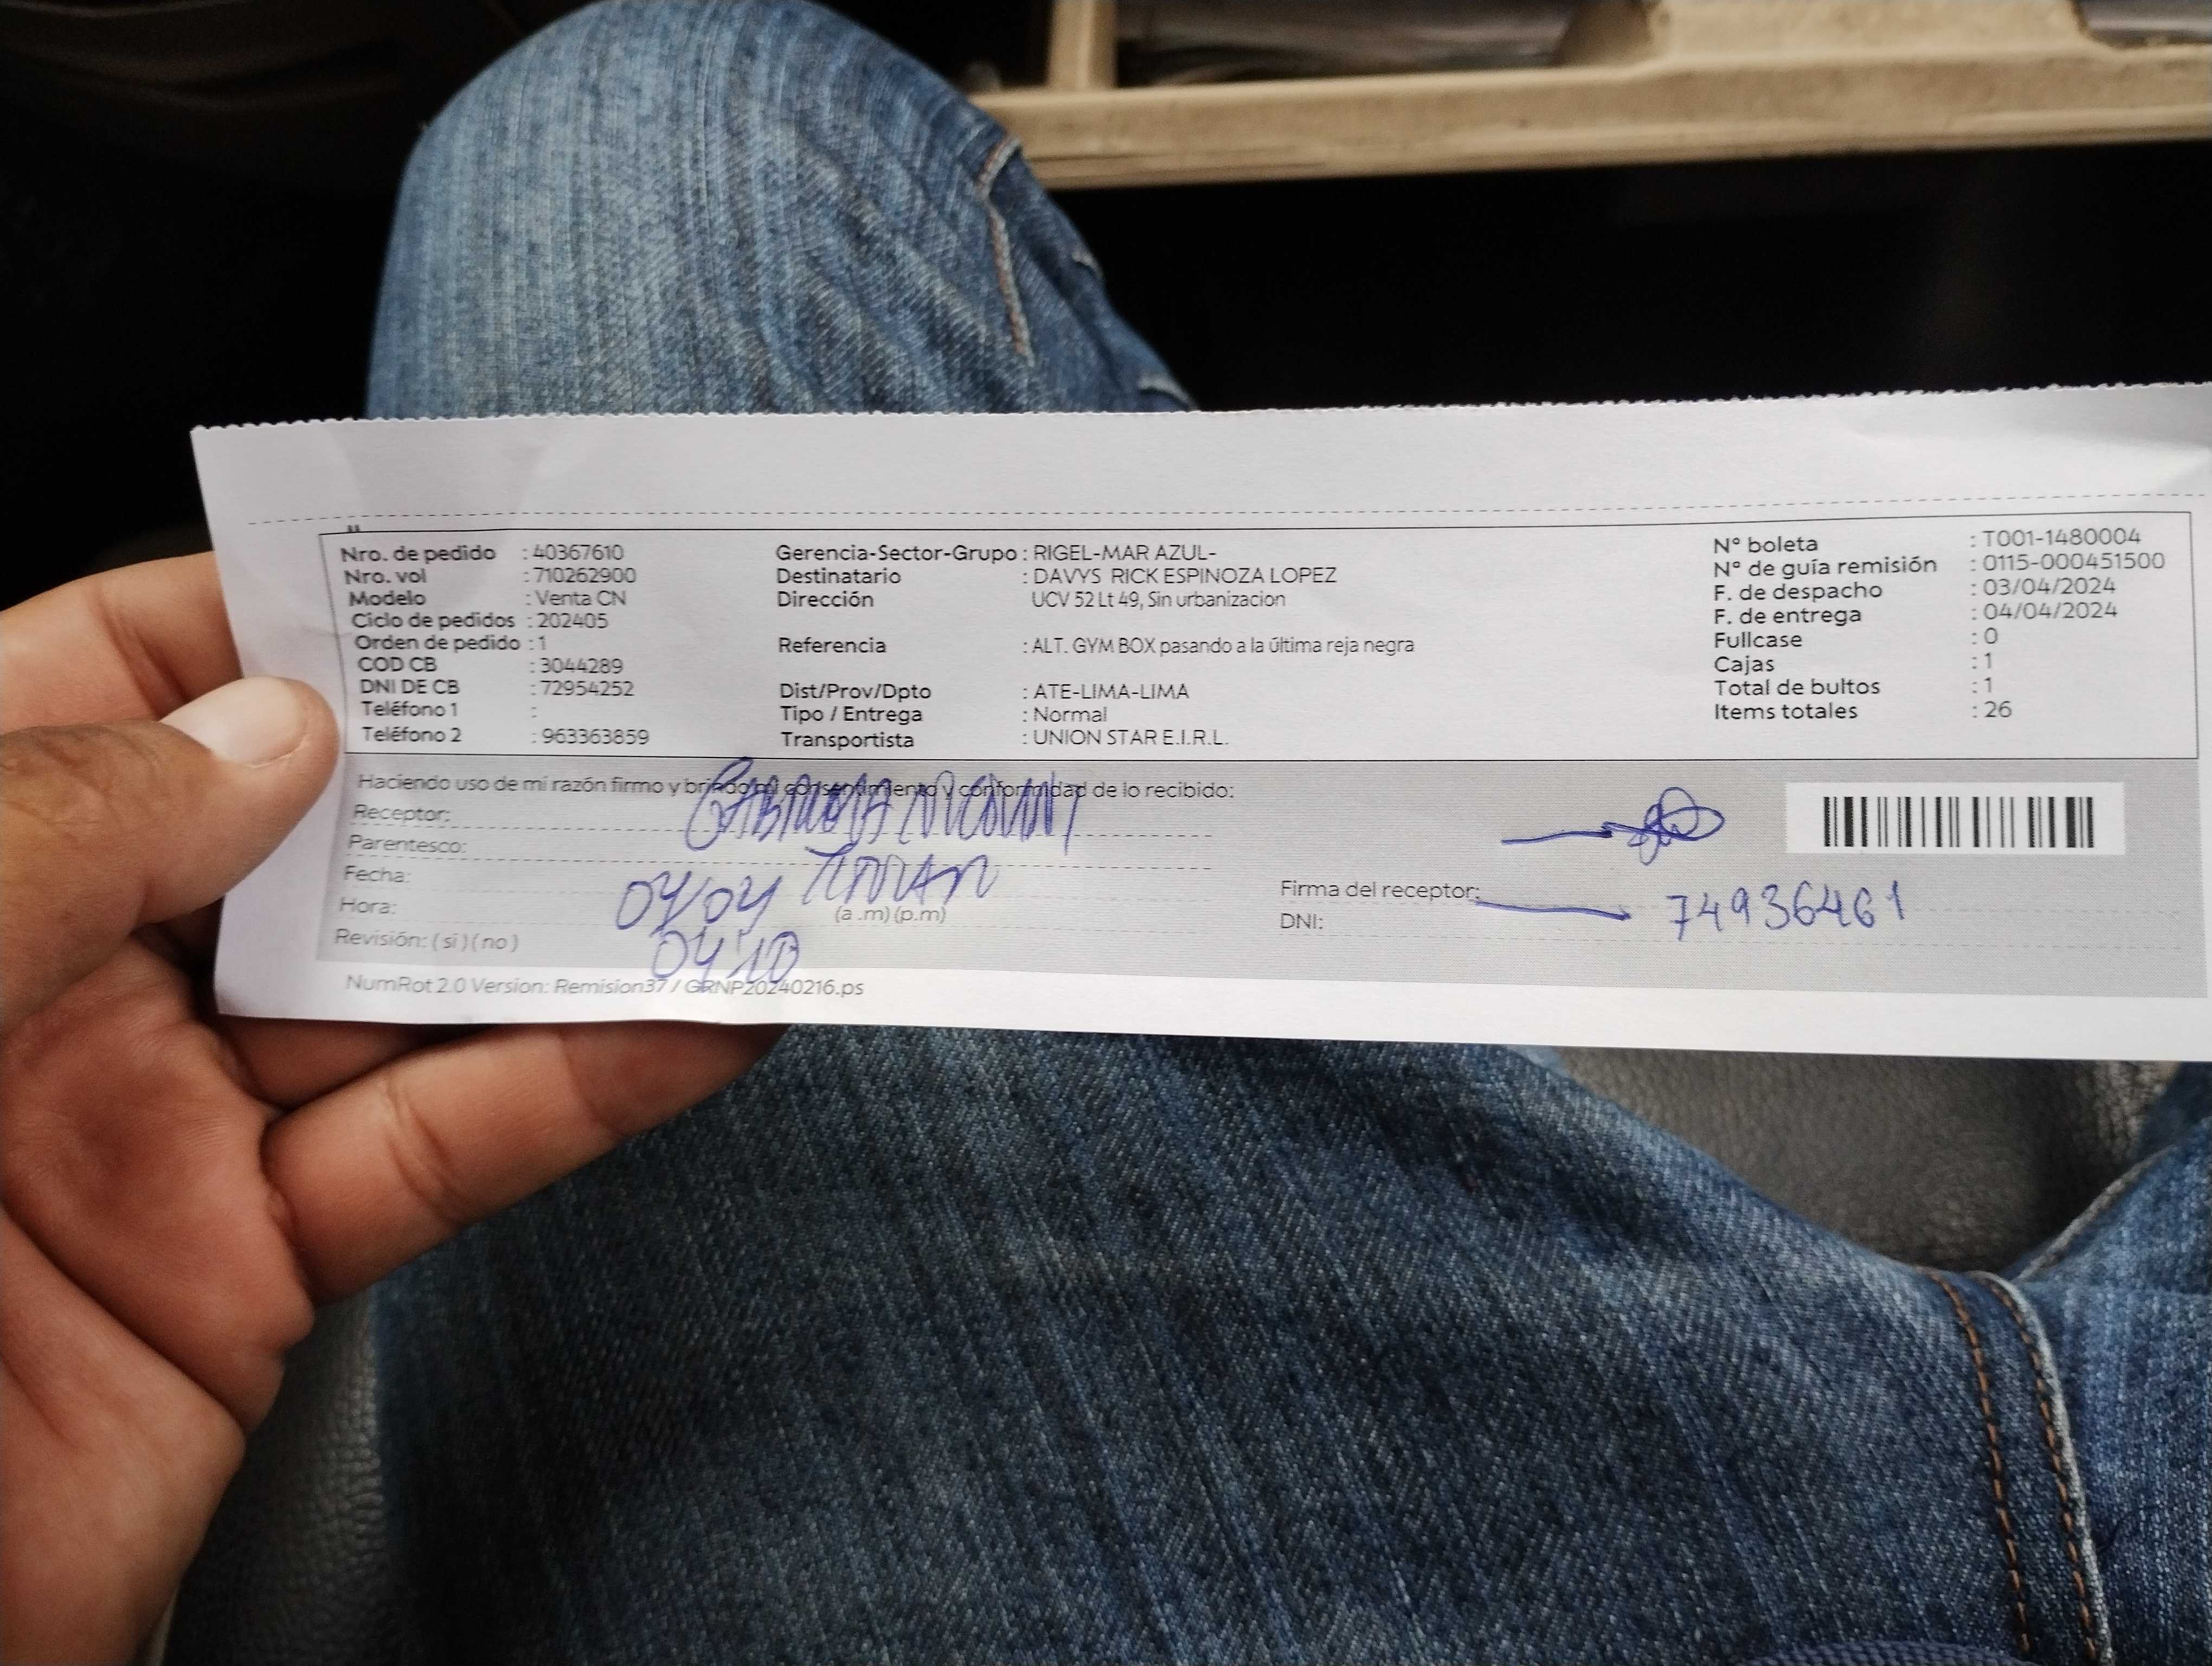 Nro. de pedido : 40367610
Nro. vol : 710262900
Modelo : Venta CN
Ciclo de pedidos : 202405
Orden de pedido : 1
COD CB : 3044289
DNI DE CB : 72954252
Teléfono 1 :
Teléfono 2 : 963363859
Gerencia-Sector-Grupo : RIGEL-MAR AZUL-
Destinatario : DAVYS RICK ESPINOZA LOPEZ
Dirección UCV 52 Lt 49, Sin urbanizacion
Referencia : ALT. GYM BOX pasando a la última reja negra
Dist/Prov/Dpto : ATE-LIMA-LIMA
Tipo / Entrega : Normal
Transportista : UNION STAR E.I.R.L.
N° boleta : T001-1480004
N° de guía remisión : 0115-000451500
F. de despacho : 03/04/2024
F. de entrega : 04/04/2024
Fullcase : 0
Cajas : 1
Total de bultos : 1
Items totales : 26
Haciendo uso de mi razón firmo y brindo mi consentimiento y conformidad de lo recibido:
Receptor:
Parentesco:
Fecha: 04/04
Hora: (a .m) (p.m)
04:10
Revisión: ( si ) ( no )
Firma del receptor:
DNI: 74936461
NumRot 2.0 Version: Remision37 / GRNP20240216.ps